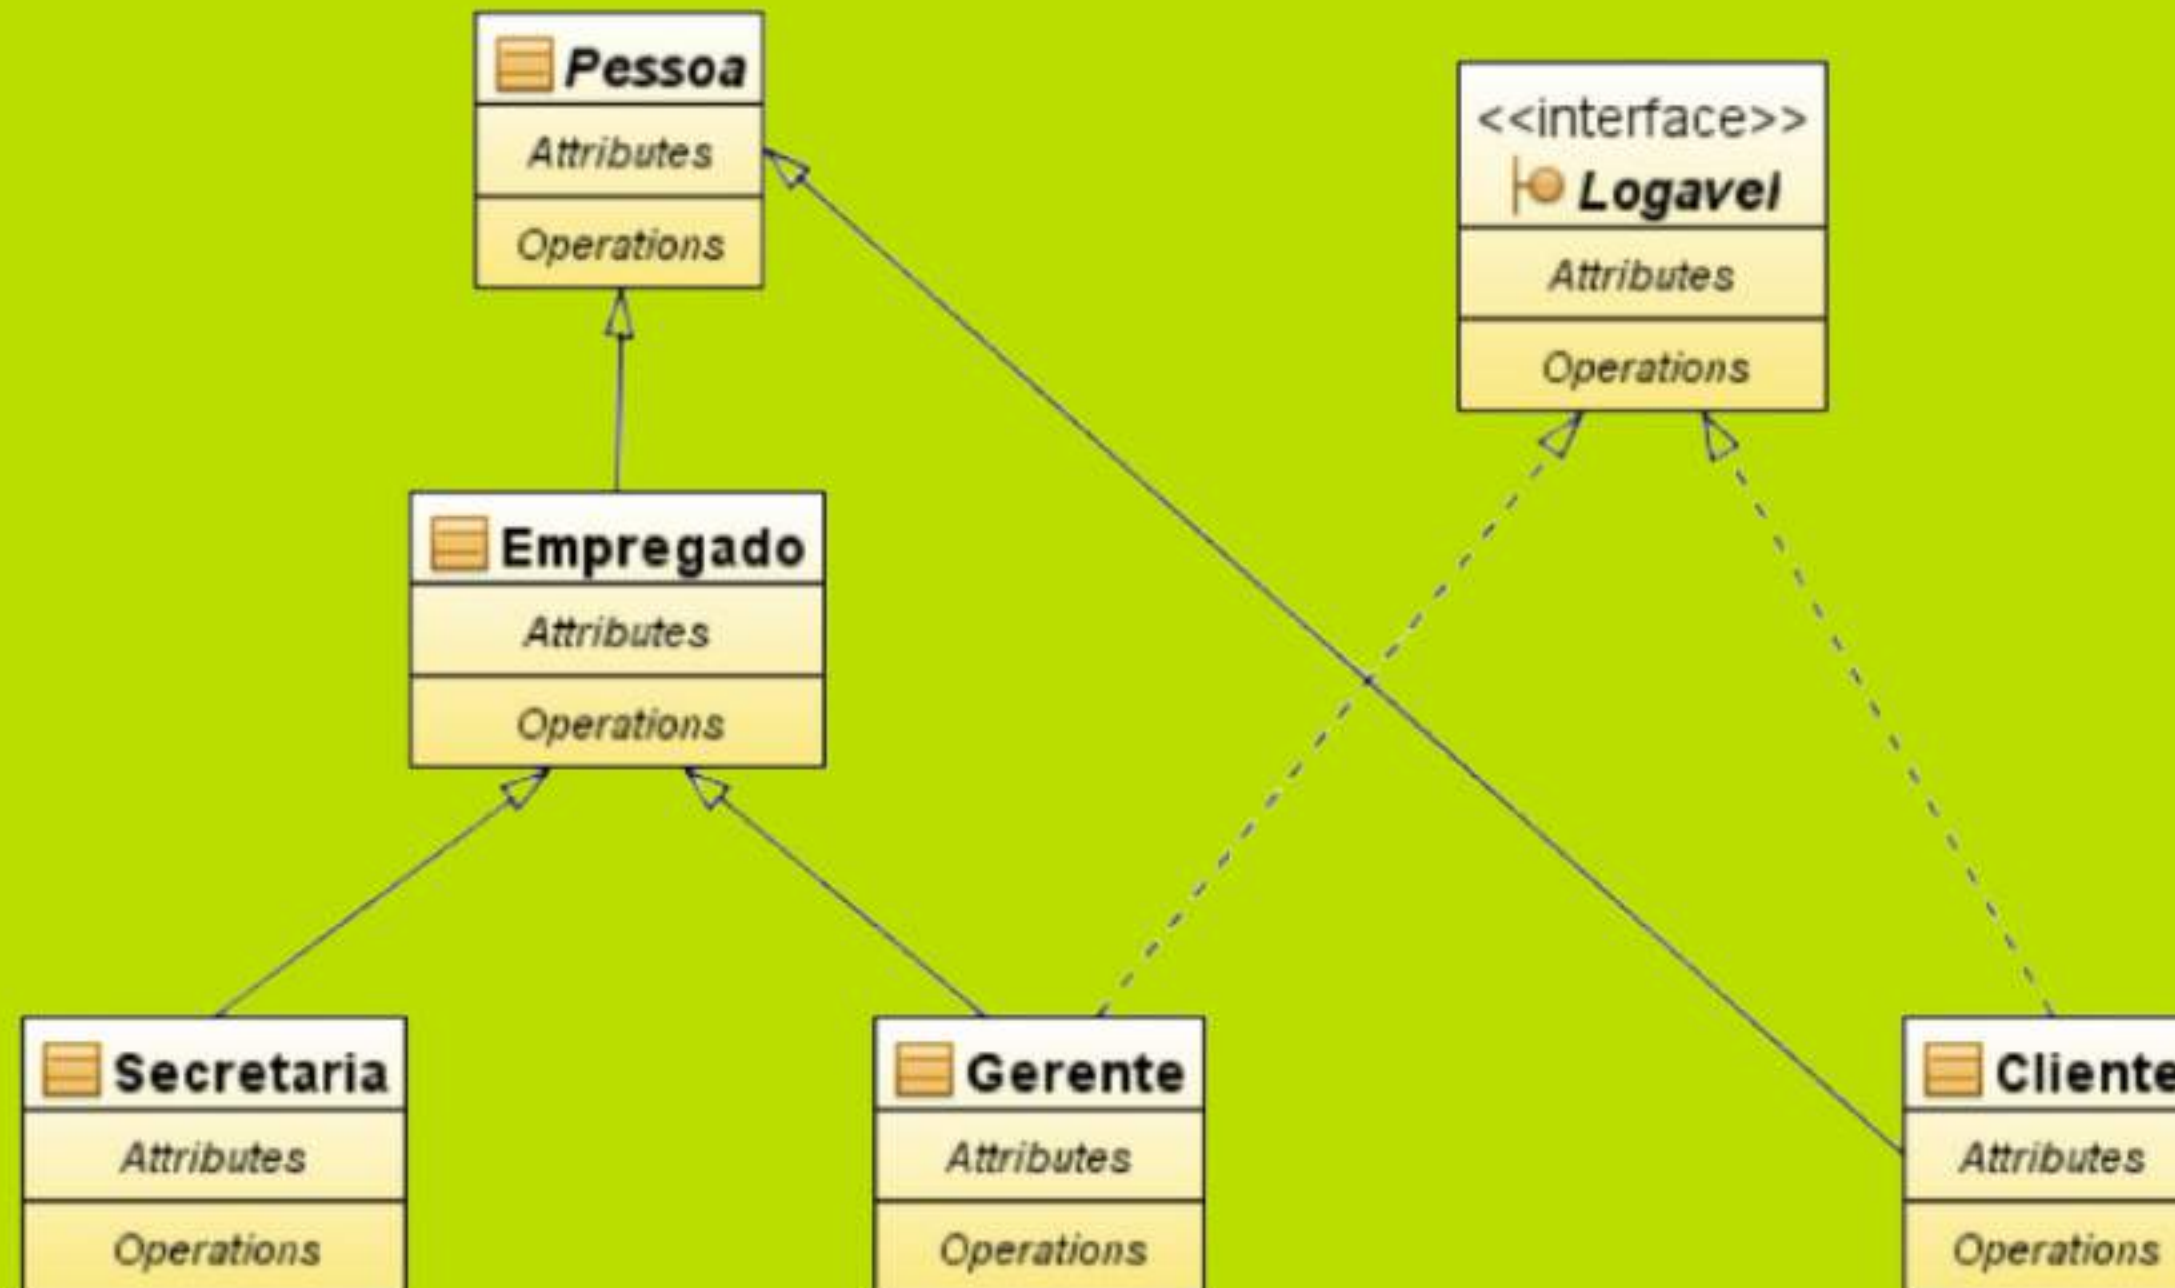 Pessoa
Attributes
Operations
<<interface>>
Logavel
Attributes
Operations
Empregado
Attributes
Operations
Secretaria
Attributes
Operations
Gerente
Attributes
Operations
Cliente
Attributes
Operations